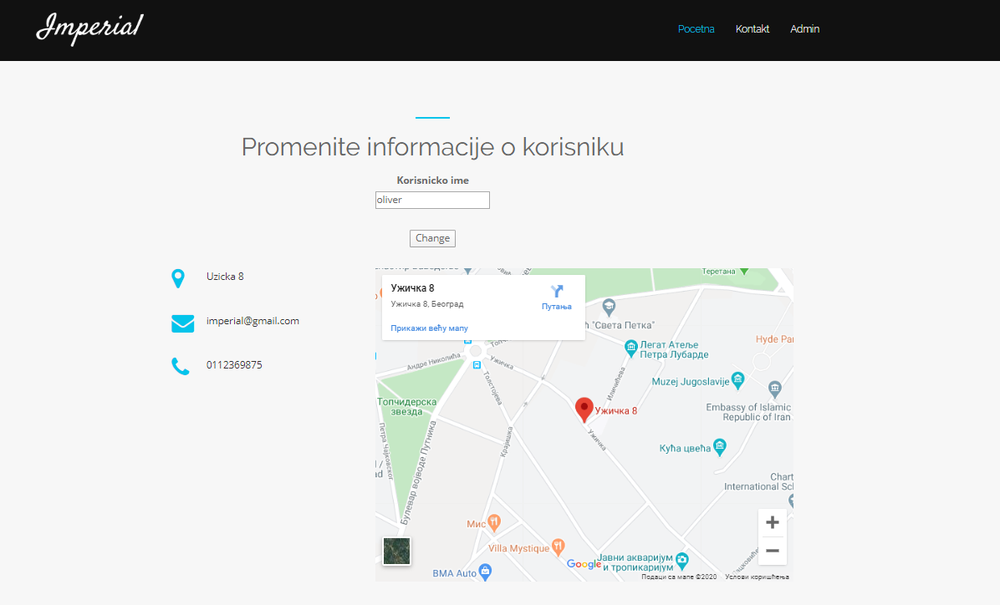 Imperial
Pocetna
Kontakt
Admin
Promenite informacije o korisniku
Korisnicko ime
oliver
Change
Uzicka 8
imperial@gmail.com
0112369875
Ужичка 8
Ужичка 8, Београд
Путања
Прикажи већу мапу
Теретана
"Света Петка"
Легат Атеље
Петра Лубарде
Hyde Par
Muzej Jugoslavije
Embassy of Islamic
Republic of Iran
Андре Николића
Ужичка
Толстојева
Иличићева
Топчидерска
звезда
Ужичка 8
Ужичка
Крајишка
Петра Чајковског
Булевар војводе Путника
Кућа цвећа
Chart
International Sch
Мис
Villa Mystique
BMA Auto
Google
Јавни акваријум
и тропикаријум
+
−
Подаци са мапе ©2020
Услови коришћења